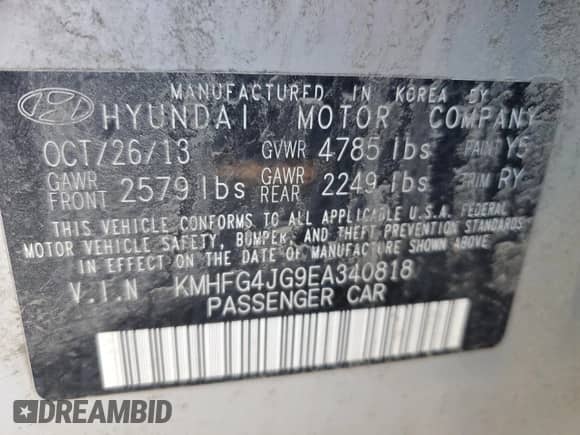 MANUFACTURED IN KOREA BY
HYUNDAI MOTOR COMPANY
OCT/26/13 GVWR 4785 lbs PAINT Y5
GAWR FRONT 2579 lbs GAWR REAR 2249 lbs TRIM RY
THIS VEHICLE CONFORMS TO ALL APPLICABLE U.S.A. FEDERAL
MOTOR VEHICLE SAFETY, BUMPER, AND THEFT PREVENTION STANDARDS
IN EFFECT ON THE DATE OF MANUFACTURE SHOWN ABOVE.
V.I.N KMHFG4JG9EA340818
PASSENGER CAR
DREAMBID